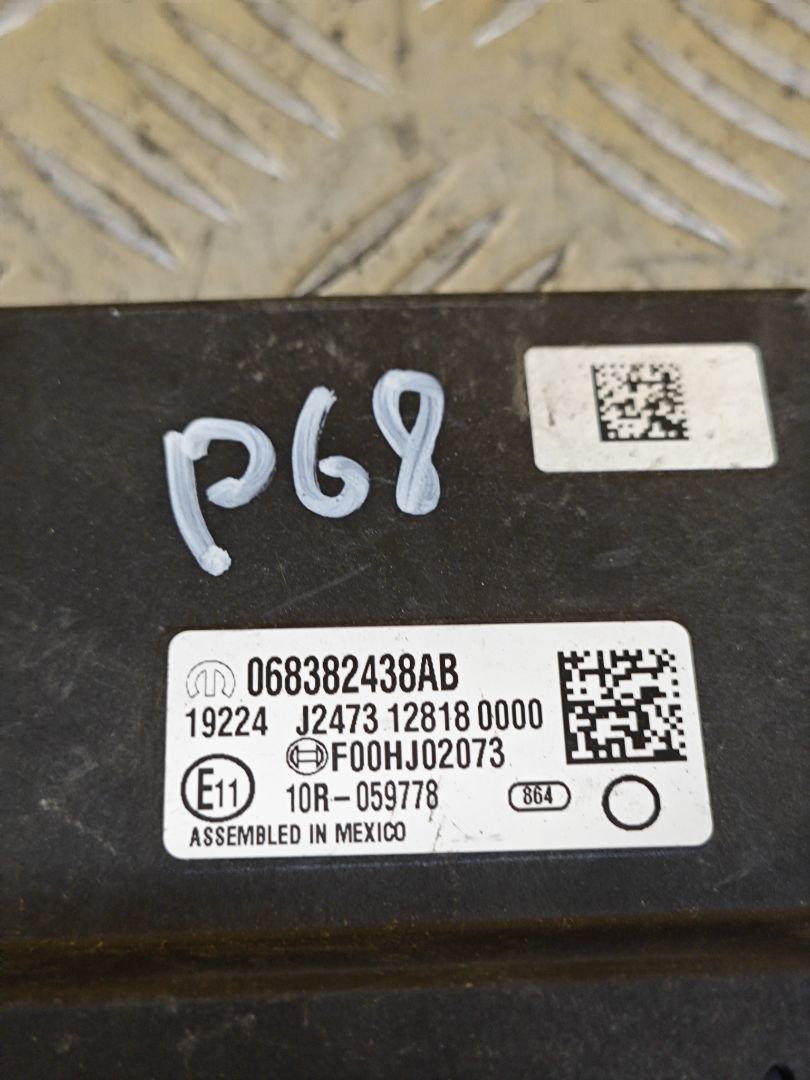 P68
068382438AB
19224 J2473 12818 0000
F00HJ02073
E11 10R-059778 864
ASSEMBLED IN MEXICO